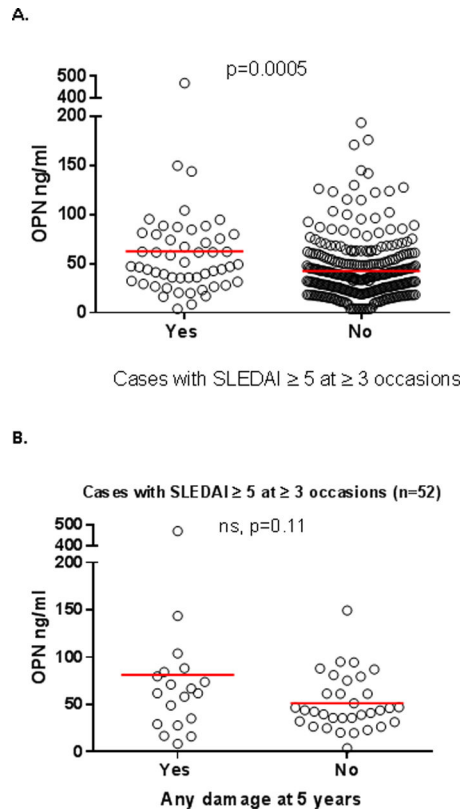 A.
p=0.0005
500
400
200
150
100
50
0
OPN ng/ml
Yes No
Cases with SLEDAI ≥ 5 at ≥ 3 occasions
B.
Cases with SLEDAI ≥ 5 at ≥ 3 occasions (n=52)
ns, p=0.11
500
400
200
150
100
50
0
OPN ng/ml
Yes No
Any damage at 5 years